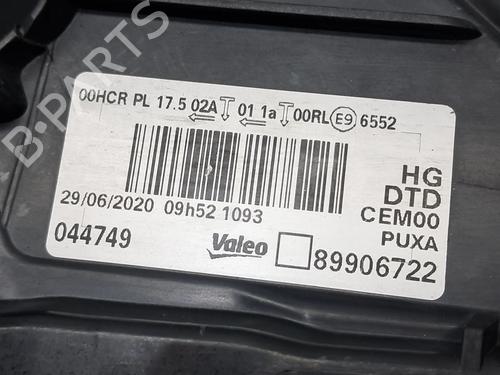 B-PARTS
00HCR PL 17.5 02A 01 1a 00RL E9 6552
HG
DTD
29/06/2020 09h52 1093
CEM00
044749
Valeo
PUXA
89906722